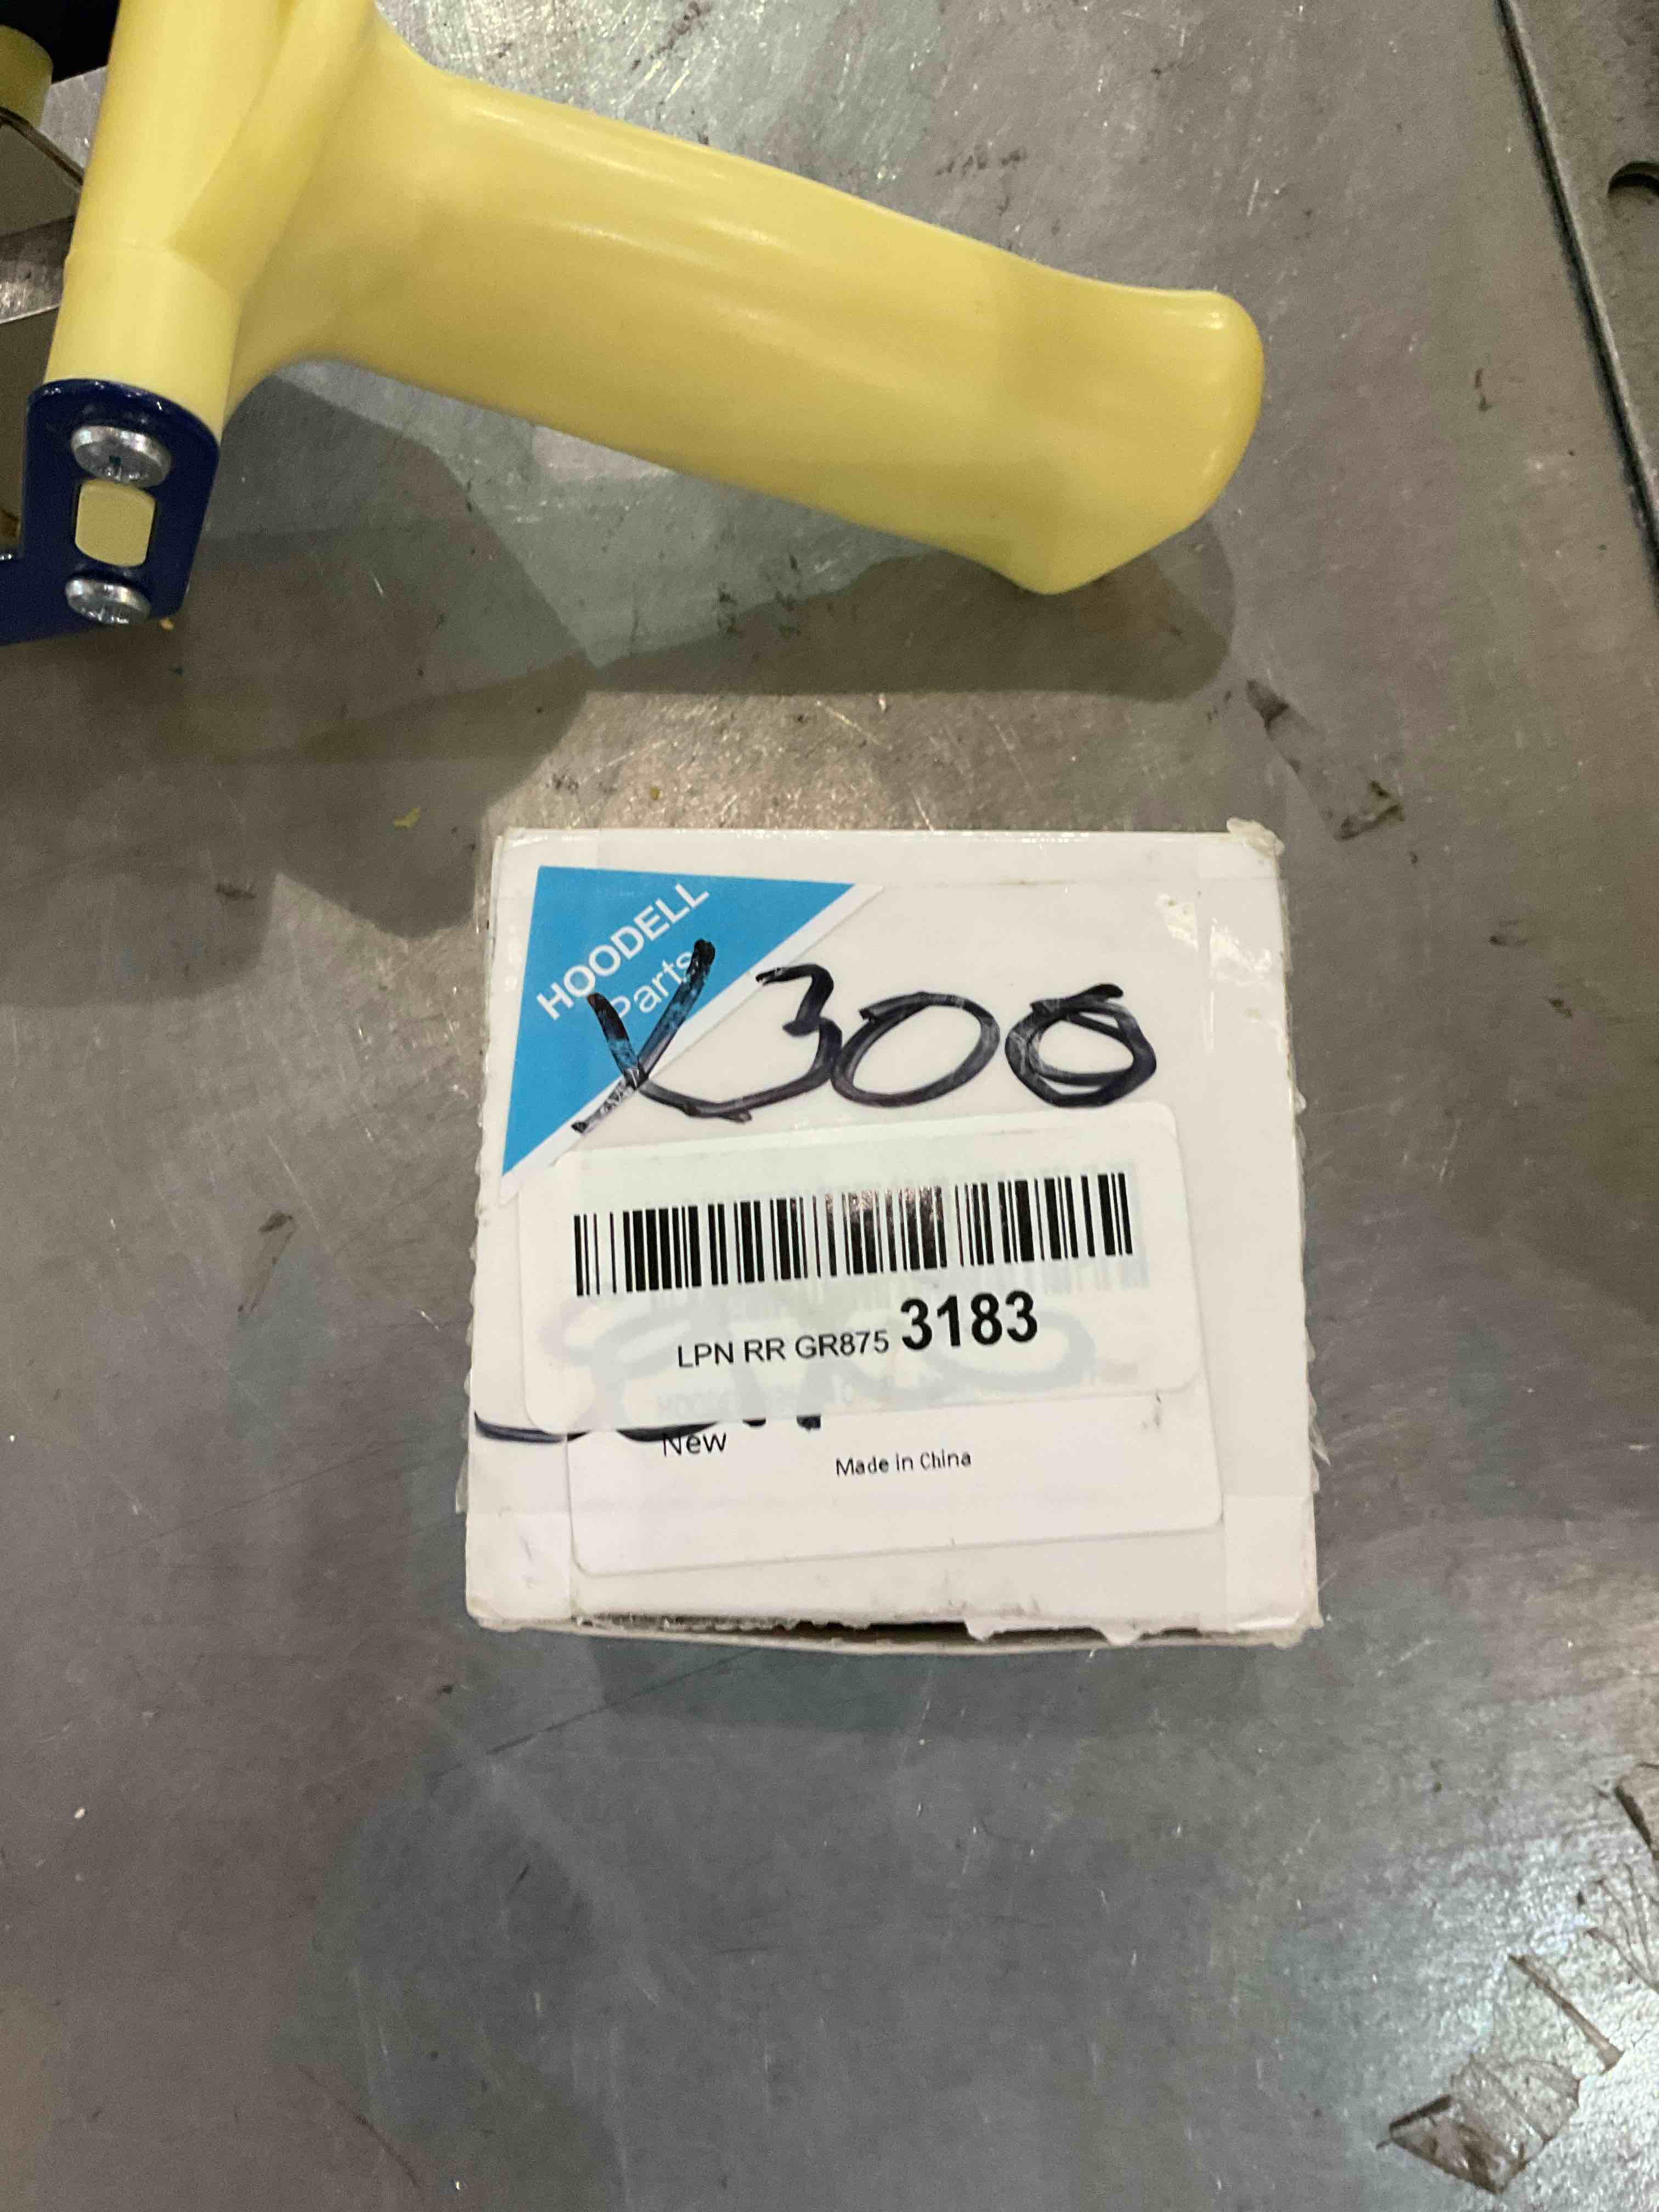 HOODELL
Parts
X300
LPN RR GR875 3183
New
Made in China